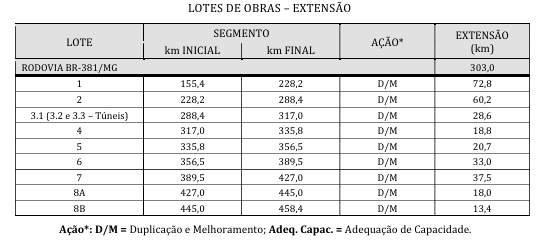 LOTES DE OBRAS – EXTENSÃO
LOTE SEGMENTO AÇÃO* EXTENSÃO (km)
km INICIAL km FINAL
RODOVIA BR-381/MG 303,0
1 155,4 228,2 D/M 72,8
2 228,2 288,4 D/M 60,2
3.1 (3.2 e 3.3 – Túneis) 288,4 317,0 D/M 28,6
4 317,0 335,8 D/M 18,8
5 335,8 356,5 D/M 20,7
6 356,5 389,5 D/M 33,0
7 389,5 427,0 D/M 37,5
8A 427,0 445,0 D/M 18,0
8B 445,0 458,4 D/M 13,4
Ação*: D/M = Duplicação e Melhoramento; Adeq. Capac. = Adequação de Capacidade.